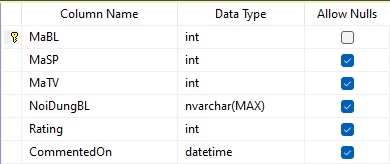 Column Name Data Type Allow Nulls
MaBL int
MaSP int
MaTV int
NoiDungBL nvarchar(MAX)
Rating int
CommentedOn datetime